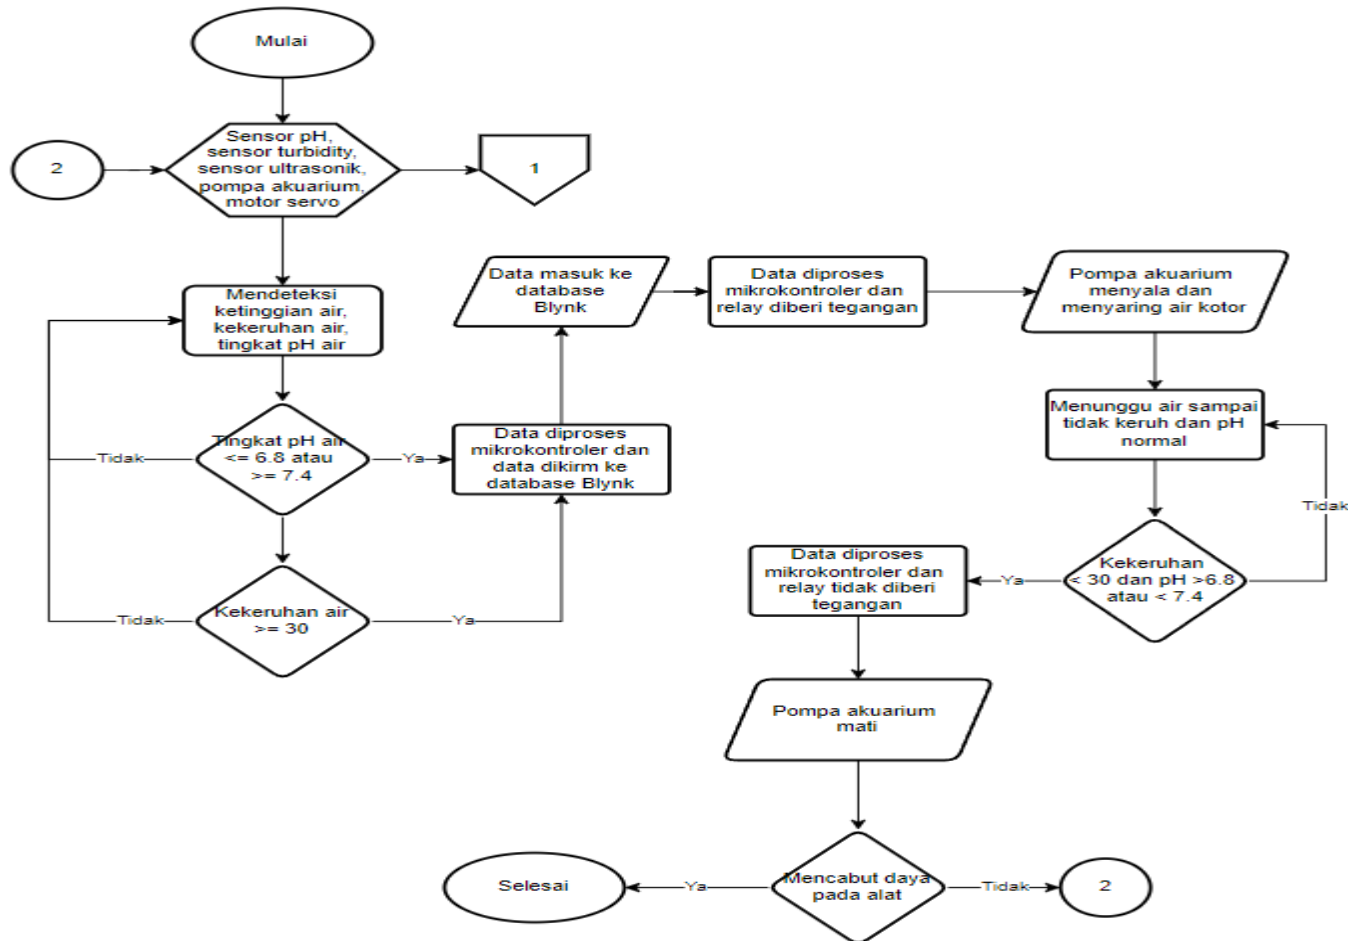 Mulai
2
Sensor pH,
sensor turbidity,
sensor ultrasonik,
pompa akuarium,
motor servo
1
Mendeteksi
ketinggian air,
kekeruhan air,
tingkat pH air
Tingkat pH air
<= 6.8 atau
>= 7.4
Tidak
Ya
Kekeruhan air
>= 30
Tidak
Ya
Data diproses
mikrokontroler dan
data dikirm ke
database Blynk
Data masuk ke
database
Blynk
Data diproses
mikrokontroler dan
relay diberi tegangan
Pompa akuarium
menyala dan
menyaring air kotor
Menunggu air sampai
tidak keruh dan pH
normal
Tidak
Kekeruhan
< 30 dan pH >6.8
atau < 7.4
Ya
Data diproses
mikrokontroler dan
relay tidak diberi
tegangan
Pompa akuarium
mati
Mencabut daya
pada alat
Ya
Tidak
Selesai
2